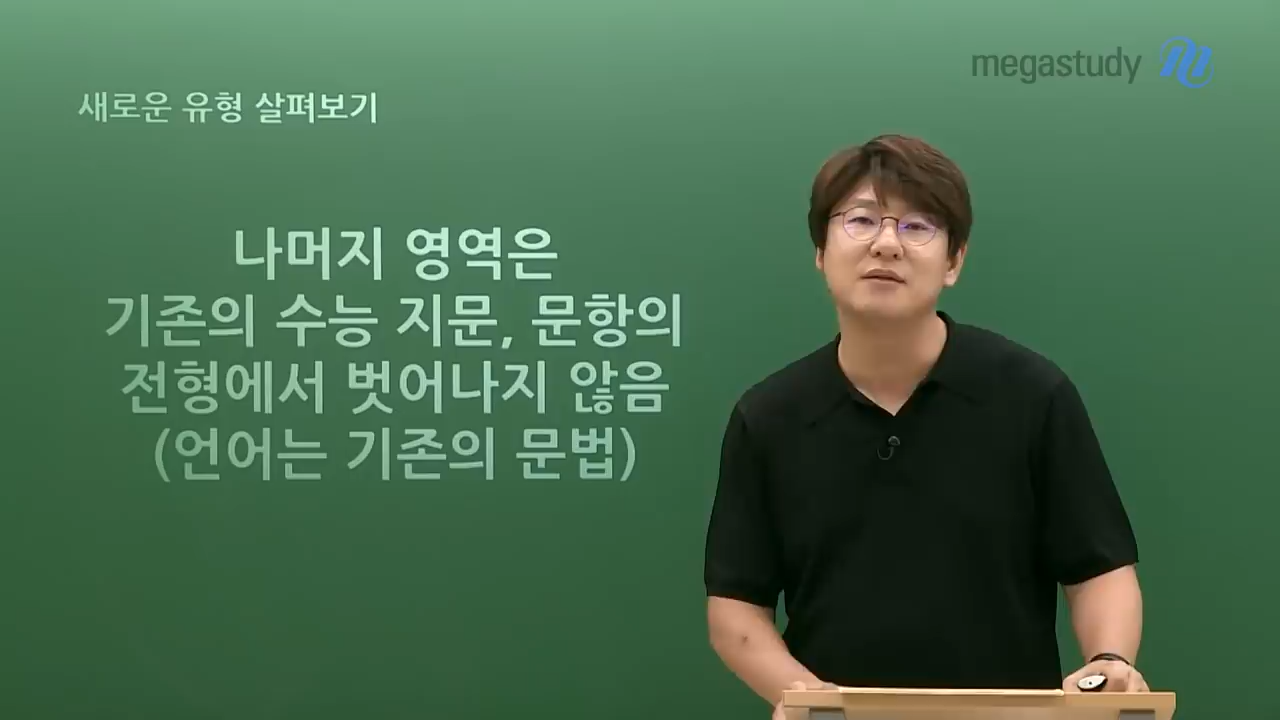 megastudy
새로운 유형 살펴보기
나머지 영역은
기존의 수능 지문, 문항의
전형에서 벗어나지 않음
(언어는 기존의 문법)